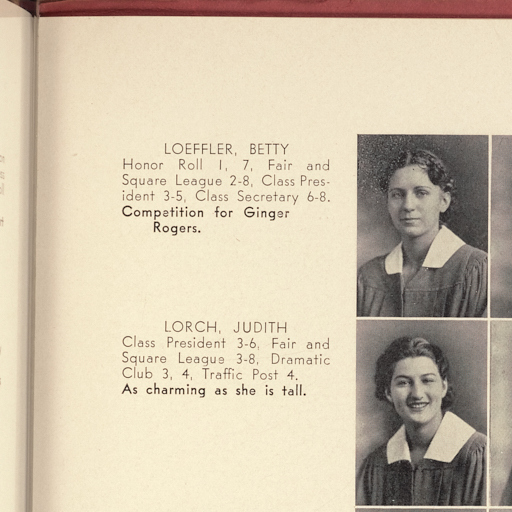 LOEFFLER, BETTY
Honor Roll 1, 7, Fair and
Square League 2-8, Class Pres-
ident 3-5, Class Secretary 6-8.
Competition for Ginger
Rogers.
LORCH, JUDITH
Class President 3-6, Fair and
Square League 3-8, Dramatic
Club 3, 4, Traffic Post 4.
As charming as she is tall.